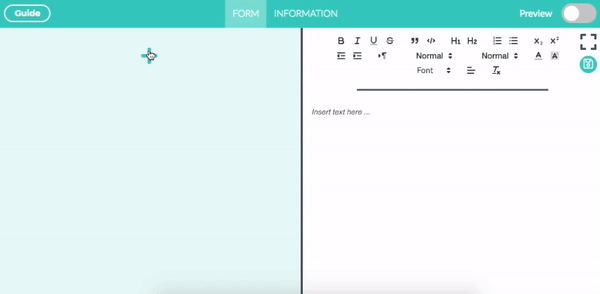 Guide
FORM
INFORMATION
Preview
B I U S ” </> H1 H2 X2 X2
¶ Normal Normal A A
Font Tx
Insert text here ...